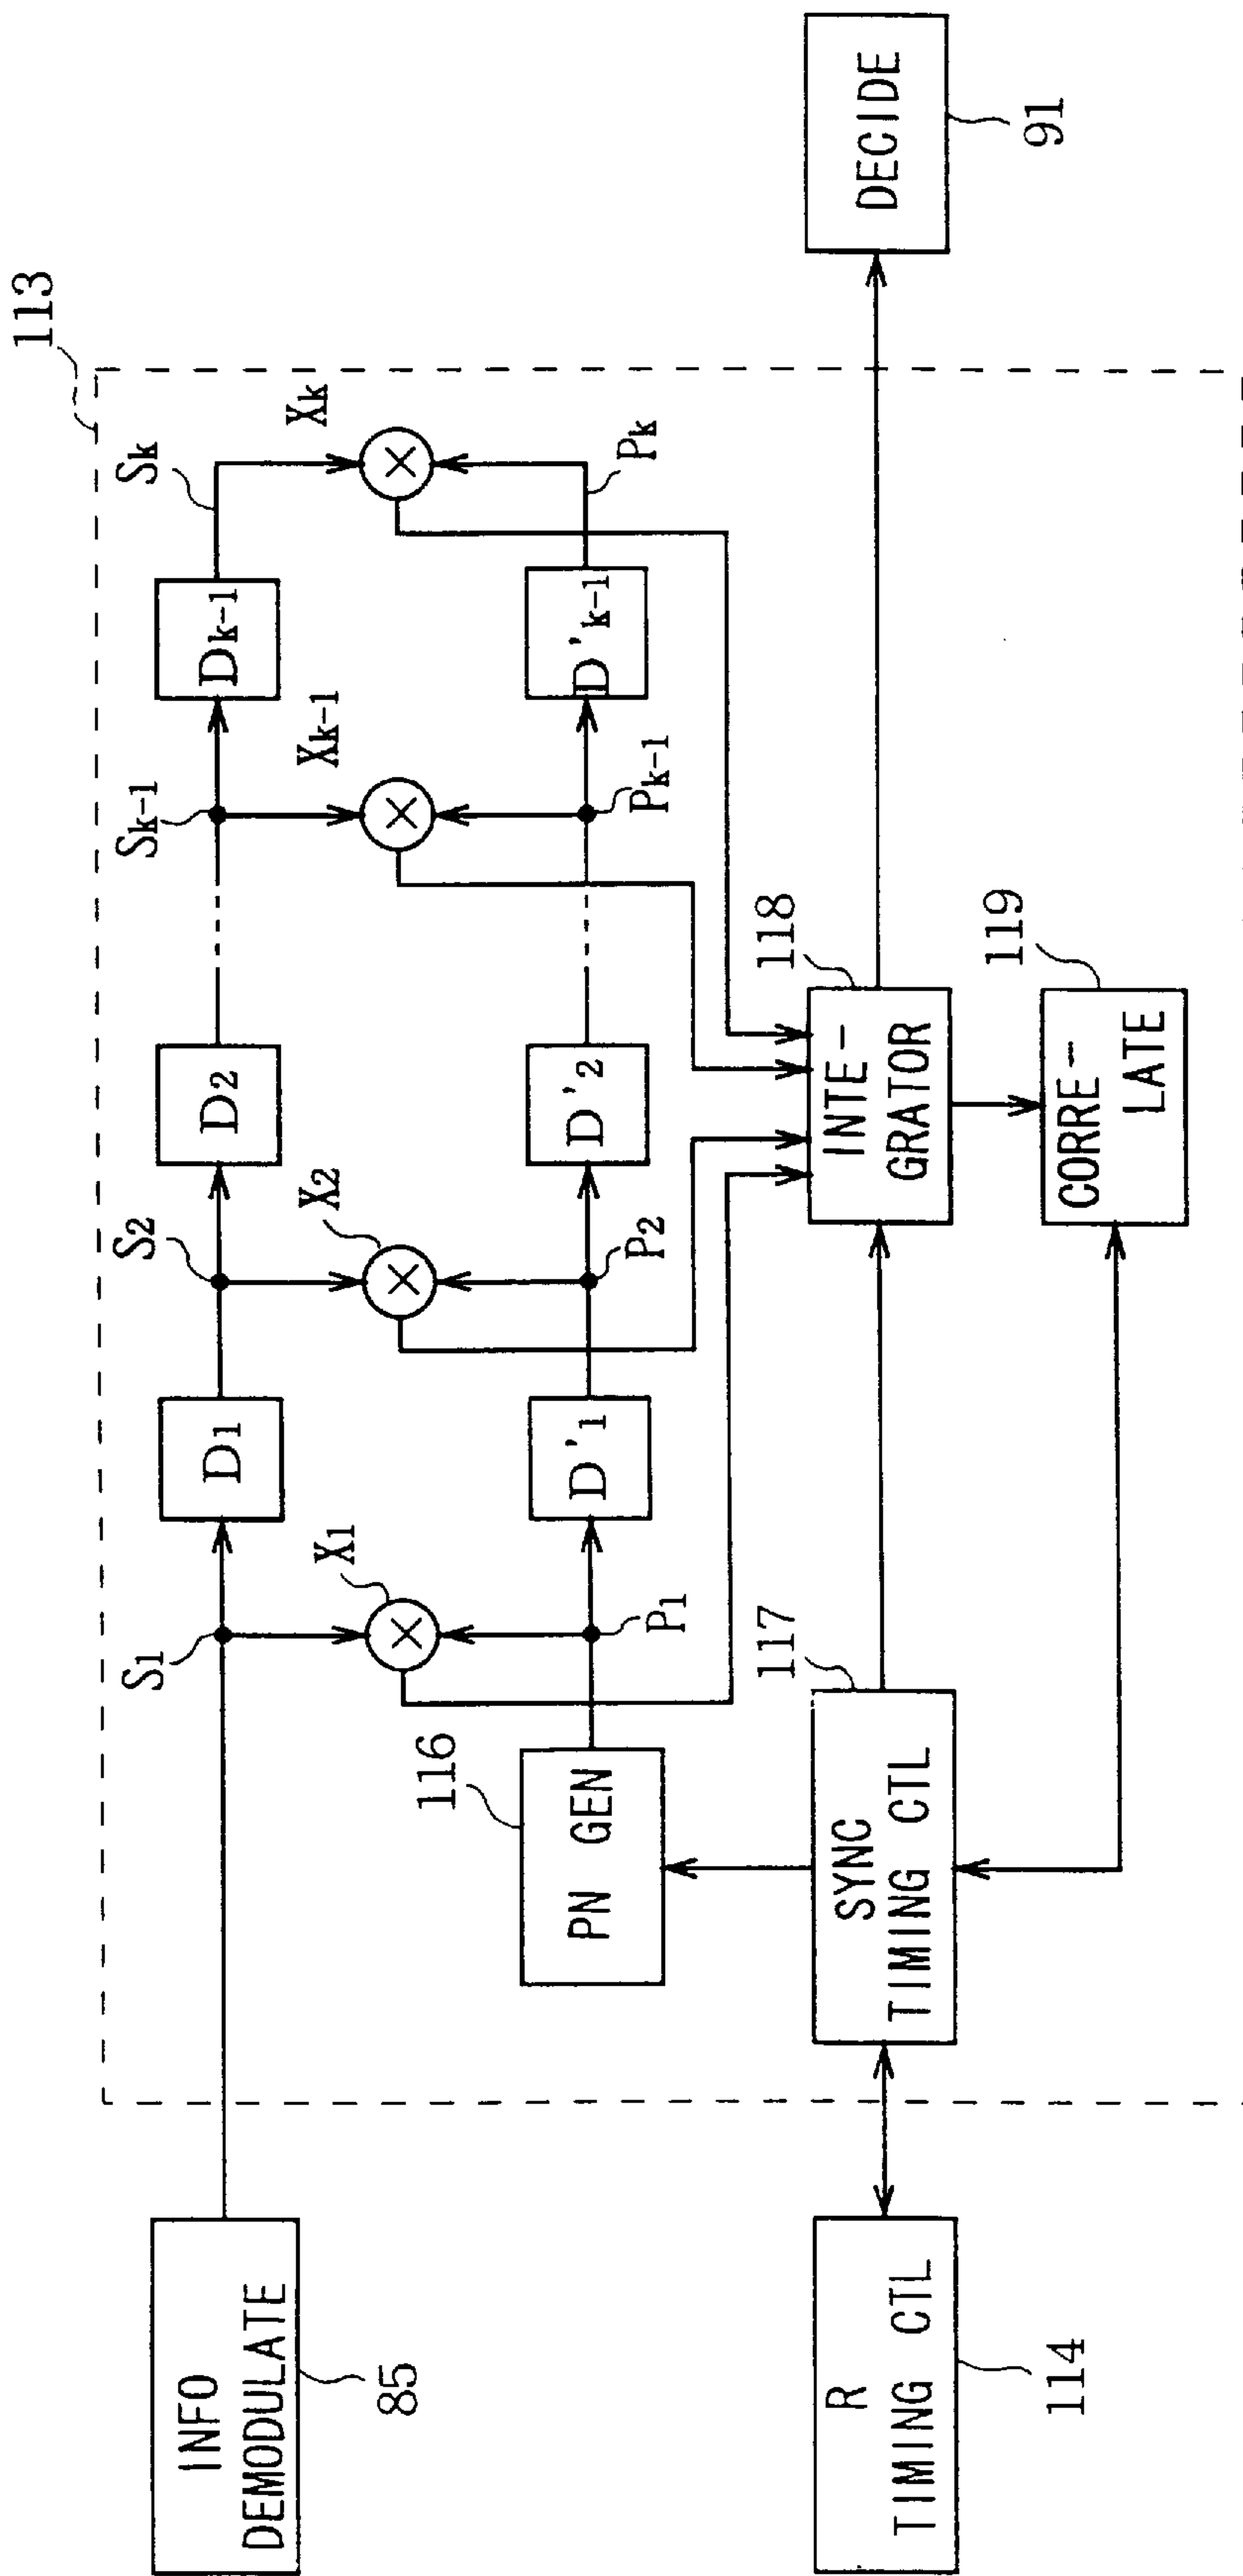 113
INFO
DEMODULATE
85
S1
D1
S2
D2
Sk-1
Dk-1
Sk
X1
X2
Xk-1
Xk
116
PN GEN
P1
D'1
P2
D'2
Pk-1
D'k-1
Pk
R
TIMING CTL
114
117
SYNC
TIMING CTL
118
INTE-
GRATOR
119
CORRE-
LATE
DECIDE
91